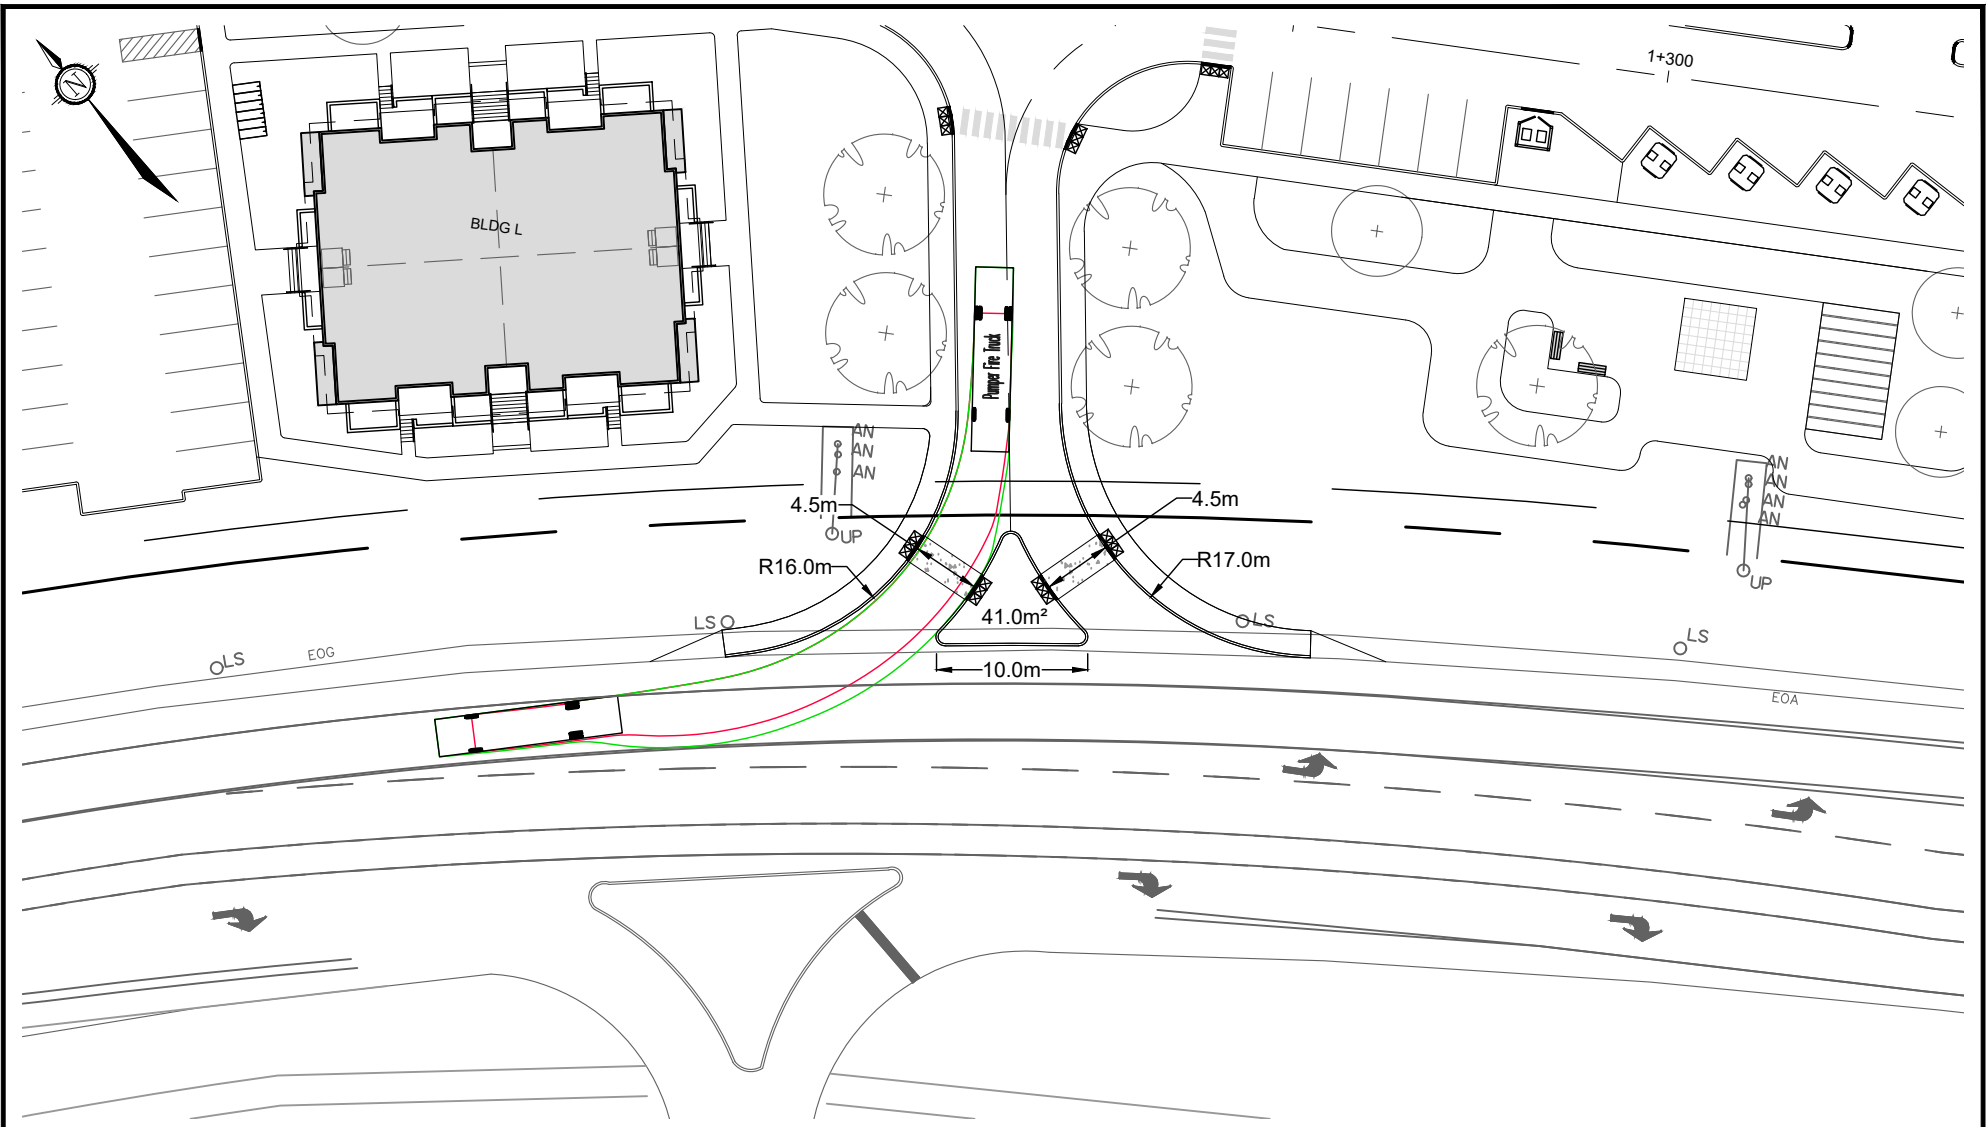 N
1+300
BLDG L
Pumper Fire Truck
AN
AN
AN
AN
AN
AN
AN
4.5m
4.5m
UP
R16.0m
R17.0m
UP
41.0m²
LS
LS
LS
LS
EOG
10.0m
EOA